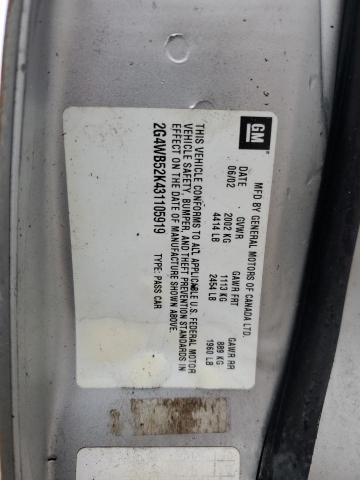 GM
MFD BY GENERAL MOTORS OF CANADA LTD.
DATE GVWR GAWR FRT GAWR RR
06/02 2002 KG 1113 KG 889 KG
4414 LB 2454 LB 1960 LB
THIS VEHICLE CONFORMS TO ALL APPLICABLE U.S. FEDERAL MOTOR
VEHICLE SAFETY, BUMPER, AND THEFT PREVENTION STANDARDS IN
EFFECT ON THE DATE OF MANUFACTURE SHOWN ABOVE.
2G4WB52K431105919 TYPE: PASS CAR